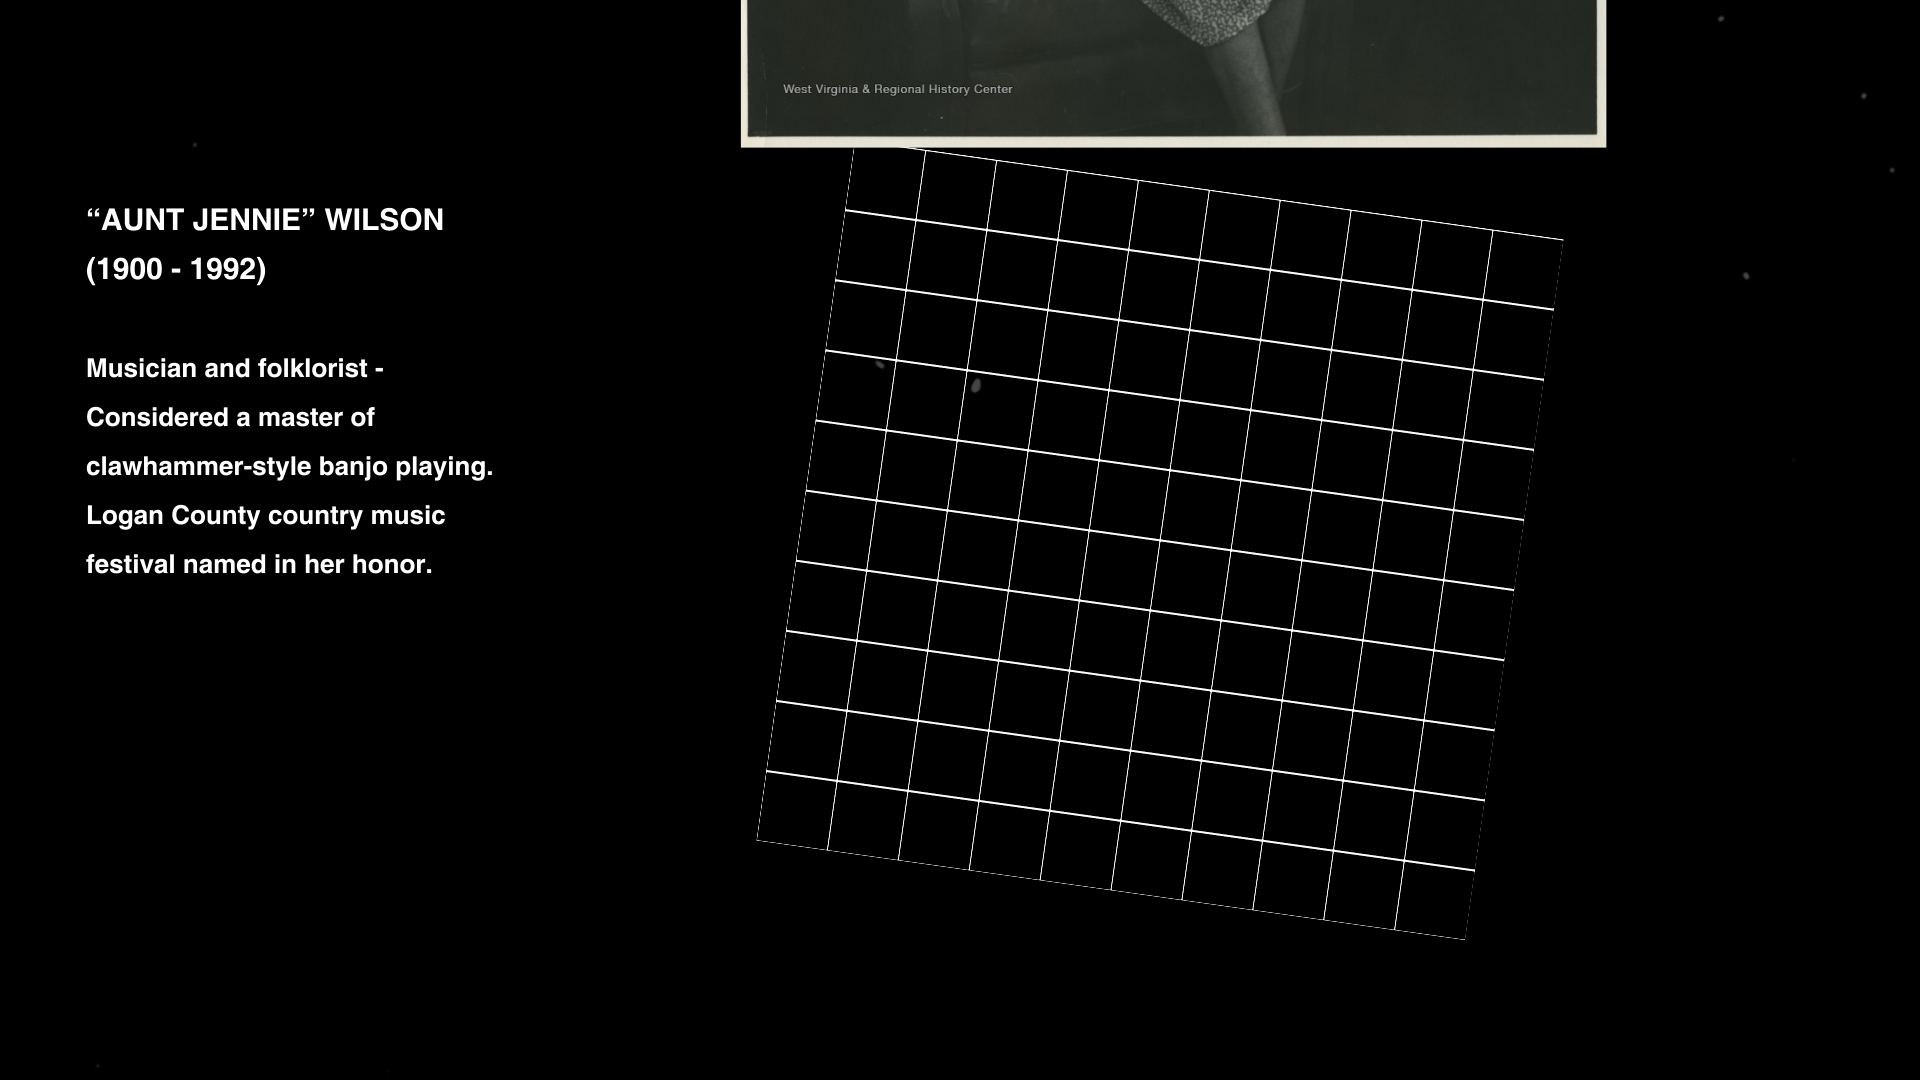 West Virginia & Regional History Center
“AUNT JENNIE” WILSON
(1900 - 1992)
Musician and folklorist -
Considered a master of
clawhammer-style banjo playing.
Logan County country music
festival named in her honor.